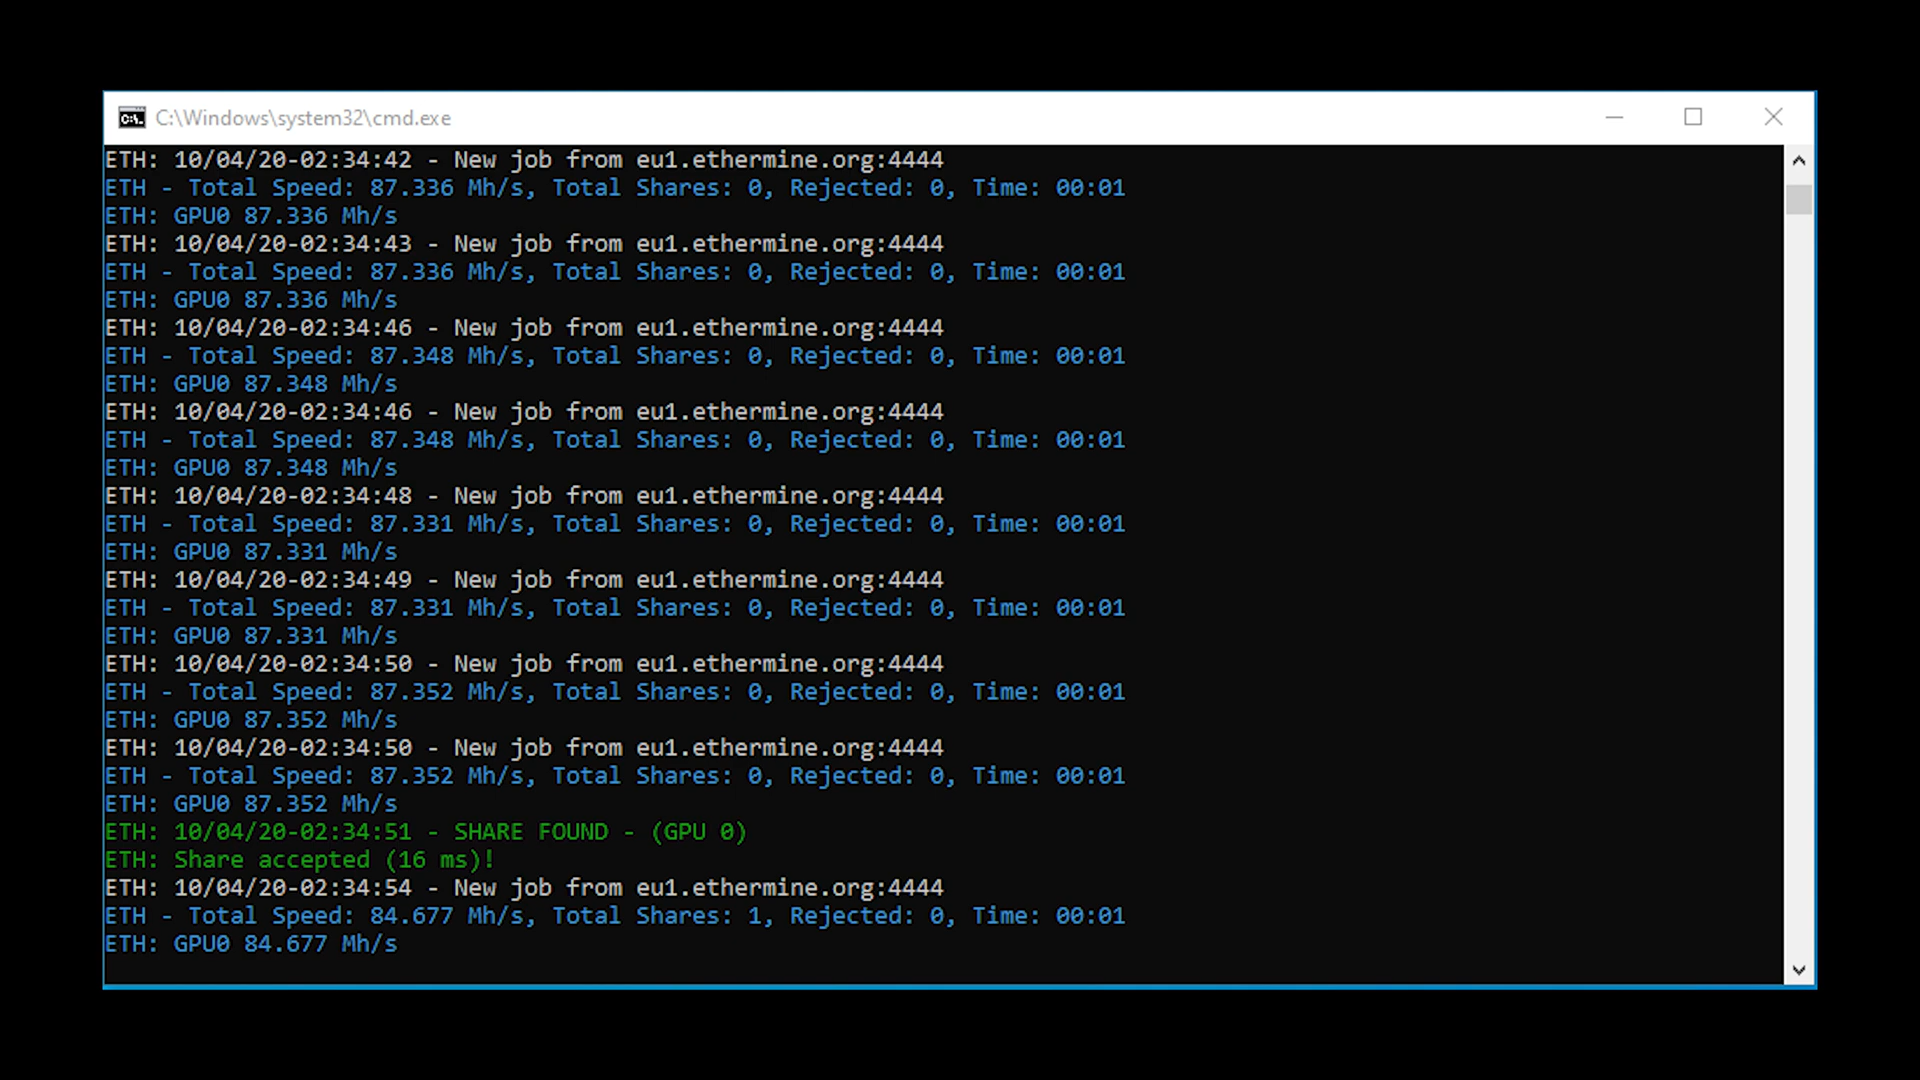 C:\Windows\system32\cmd.exe
ETH: 10/04/20-02:34:42 - New job from eu1.ethermine.org:4444
ETH - Total Speed: 87.336 Mh/s, Total Shares: 0, Rejected: 0, Time: 00:01
ETH: GPU0 87.336 Mh/s
ETH: 10/04/20-02:34:43 - New job from eu1.ethermine.org:4444
ETH - Total Speed: 87.336 Mh/s, Total Shares: 0, Rejected: 0, Time: 00:01
ETH: GPU0 87.336 Mh/s
ETH: 10/04/20-02:34:46 - New job from eu1.ethermine.org:4444
ETH - Total Speed: 87.348 Mh/s, Total Shares: 0, Rejected: 0, Time: 00:01
ETH: GPU0 87.348 Mh/s
ETH: 10/04/20-02:34:46 - New job from eu1.ethermine.org:4444
ETH - Total Speed: 87.348 Mh/s, Total Shares: 0, Rejected: 0, Time: 00:01
ETH: GPU0 87.348 Mh/s
ETH: 10/04/20-02:34:48 - New job from eu1.ethermine.org:4444
ETH - Total Speed: 87.331 Mh/s, Total Shares: 0, Rejected: 0, Time: 00:01
ETH: GPU0 87.331 Mh/s
ETH: 10/04/20-02:34:49 - New job from eu1.ethermine.org:4444
ETH - Total Speed: 87.331 Mh/s, Total Shares: 0, Rejected: 0, Time: 00:01
ETH: GPU0 87.331 Mh/s
ETH: 10/04/20-02:34:50 - New job from eu1.ethermine.org:4444
ETH - Total Speed: 87.352 Mh/s, Total Shares: 0, Rejected: 0, Time: 00:01
ETH: GPU0 87.352 Mh/s
ETH: 10/04/20-02:34:50 - New job from eu1.ethermine.org:4444
ETH - Total Speed: 87.352 Mh/s, Total Shares: 0, Rejected: 0, Time: 00:01
ETH: GPU0 87.352 Mh/s
ETH: 10/04/20-02:34:51 - SHARE FOUND - (GPU 0)
ETH: Share accepted (16 ms)!
ETH: 10/04/20-02:34:54 - New job from eu1.ethermine.org:4444
ETH - Total Speed: 84.677 Mh/s, Total Shares: 1, Rejected: 0, Time: 00:01
ETH: GPU0 84.677 Mh/s